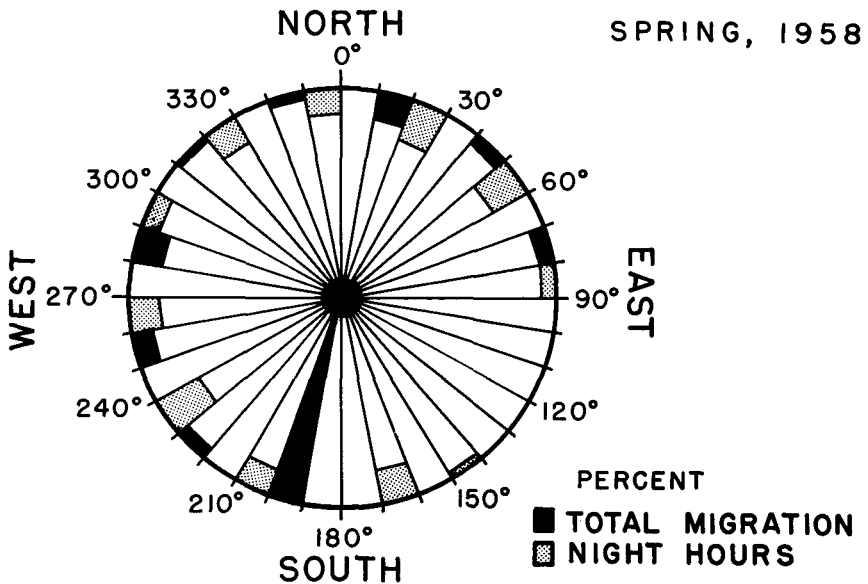 NORTH
SPRING, 1958
0°
330°
30°
300°
60°
WEST
270°
90°
EAST
240°
120°
210°
150°
180°
SOUTH
PERCENT
TOTAL MIGRATION
NIGHT HOURS